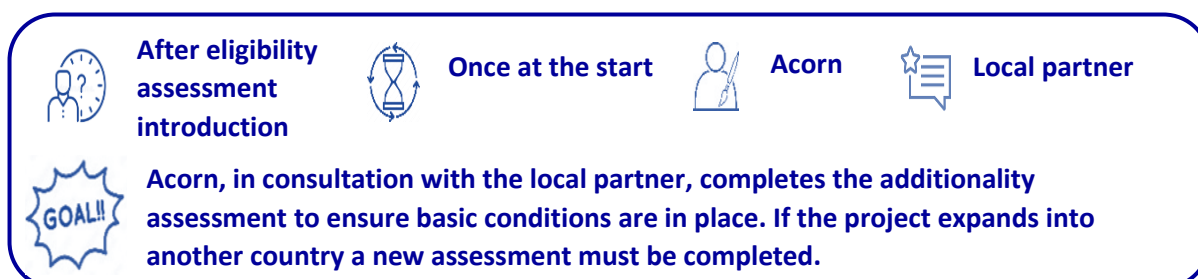 After eligibility
assessment
introduction
Once at the start
Acorn
Local partner
?
GOAL!!
Acorn, in consultation with the local partner, completes the additionality
assessment to ensure basic conditions are in place. If the project expands into
another country a new assessment must be completed.